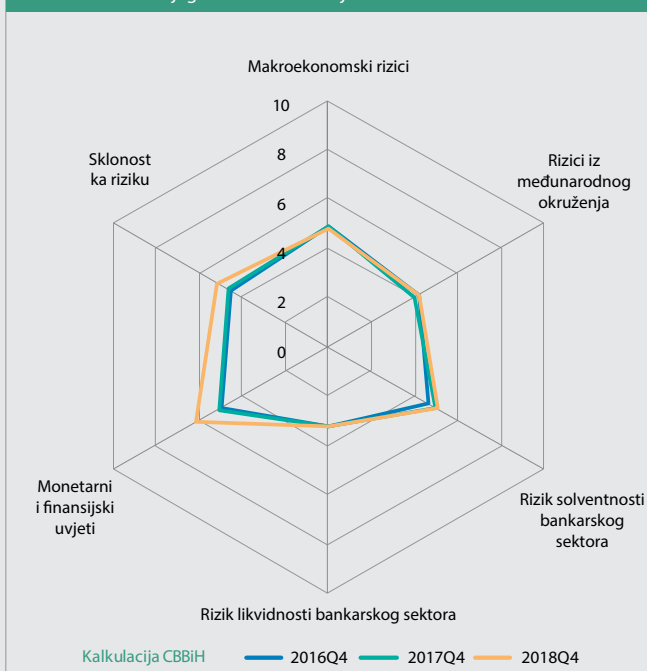 Makroekonomski rizici
10
8
6
4
2
0
Sklonost
ka riziku
Rizici iz
međunarodnog
okruženja
Monetarni
i finansijski
uvjeti
Rizik solventnosti
bankarskog
sektora
Rizik likvidnosti bankarskog sektora
Kalkulacija CBBiH 2016Q4 2017Q4 2018Q4